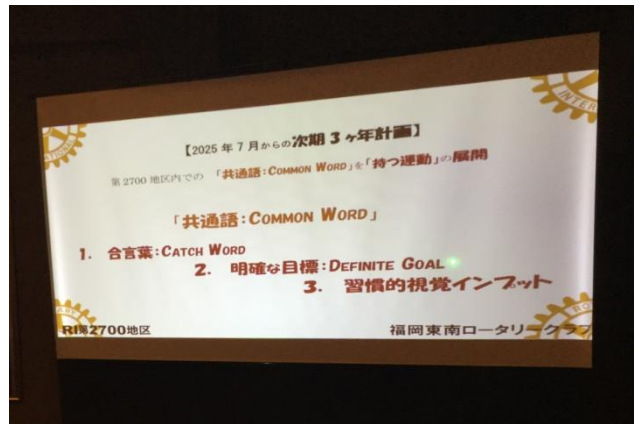 【2025年7月からの次期3ヶ年計画】
第2700地区内での 「共通語:COMMON WORD」を「持つ運動」の展開
「共通語:COMMON WORD」
1. 合言葉:CATCH WORD
2. 明確な目標:DEFINITE GOAL
3. 習慣的視覚インプット
RI第2700地区
福岡東南ロータリークラブ
INTER